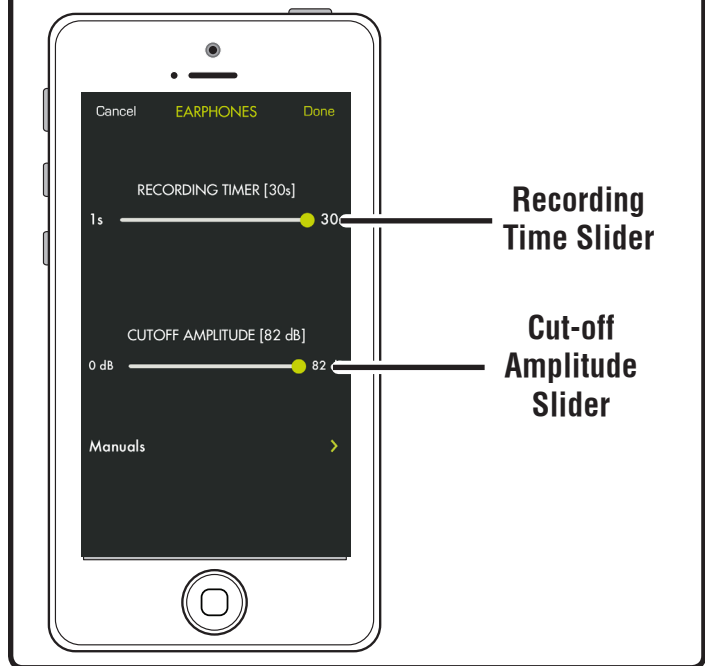 Cancel EARPHONES Done
RECORDING TIMER [30s]
1s 30
Recording
Time Slider
CUTOFF AMPLITUDE [82 dB]
0 dB 82
Cut-off
Amplitude
Slider
Manuals >